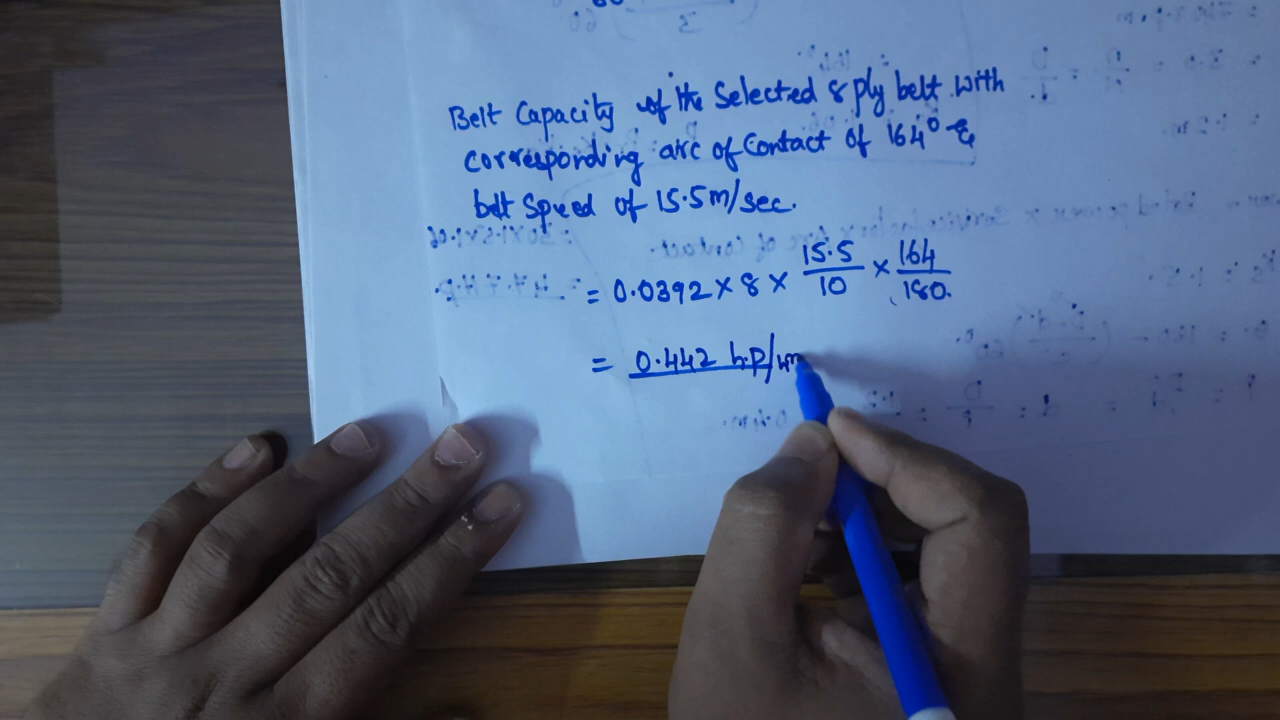 Belt Capacity of the Selected 8 ply belt with
corresponding arc of Contact of 164° &
belt Speed of 15.5m/sec.
= 0.0392 × 8 × 15.5/10 × 164/180.
= 0.442 h.p/